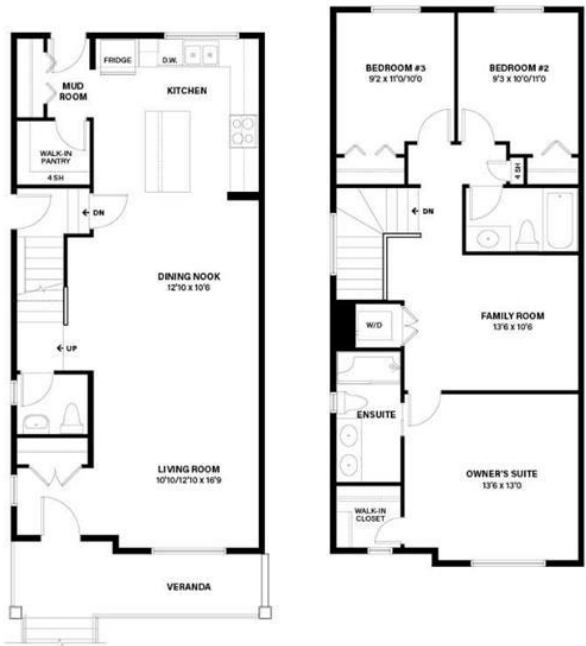 FRIDGE
D.W.
MUD
ROOM
KITCHEN
WALK-IN
PANTRY
4 SH
← DN
DINING NOOK
12'10 x 10'6
← UP
LIVING ROOM
10'10/12'10 x 16'9
VERANDA
BEDROOM #3
9'2 x 11'0/10'0
BEDROOM #2
9'3 x 10'0/11'0
4 SH
← DN
FAMILY ROOM
13'6 x 10'6
W/D
ENSUITE
OWNER'S SUITE
13'6 x 13'0
WALK-IN
CLOSET